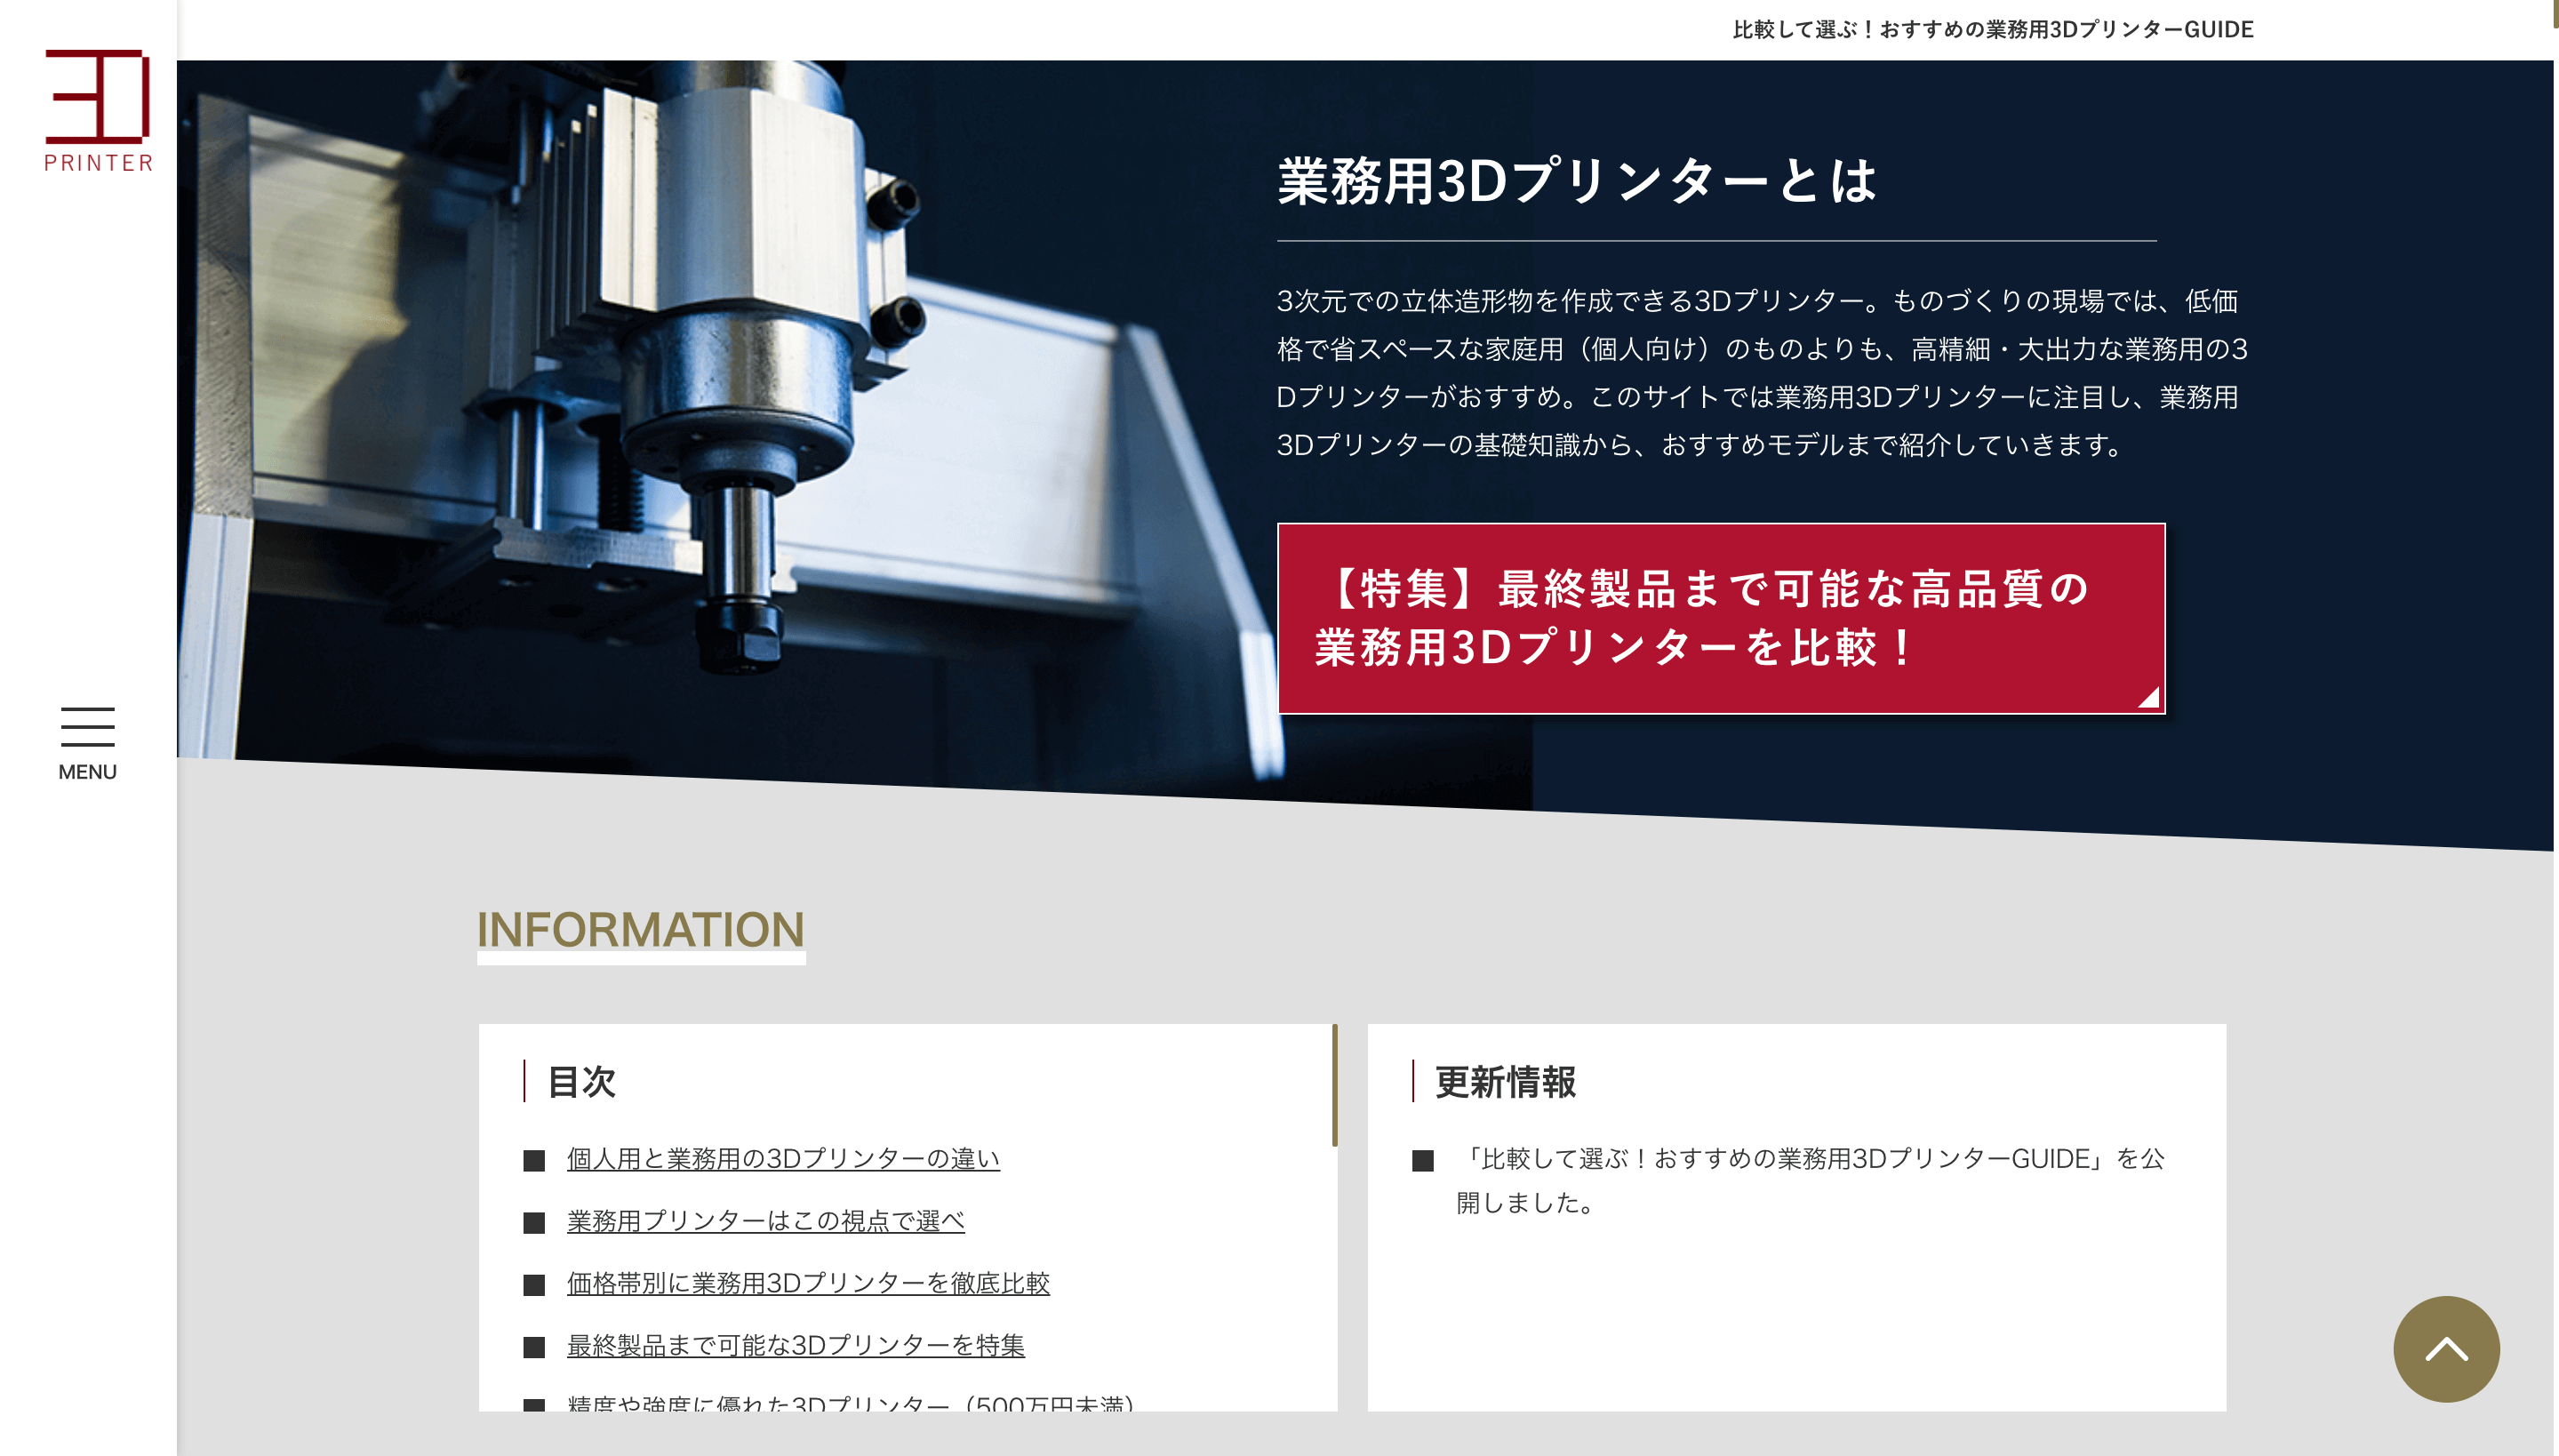 比較して選ぶ！おすすめの業務用3DプリンターGUIDE
3D
PRINTER
MENU
業務用3Dプリンターとは
3次元での立体造形物を作成できる3Dプリンター。ものづくりの現場では、低価
格で省スペースな家庭用（個人向け）のものよりも、高精細・大出力な業務用の3
Dプリンターがおすすめ。このサイトでは業務用3Dプリンターに注目し、業務用
3Dプリンターの基礎知識から、おすすめモデルまで紹介していきます。
【特集】最終製品まで可能な高品質の
業務用3Dプリンターを比較！
INFORMATION
目次
個人用と業務用の3Dプリンターの違い
業務用プリンターはこの視点で選べ
価格帯別に業務用3Dプリンターを徹底比較
最終製品まで可能な3Dプリンターを特集
精度や強度に優れた3Dプリンター（500万円未満）
更新情報
「比較して選ぶ！おすすめの業務用3DプリンターGUIDE」を公
開しました。